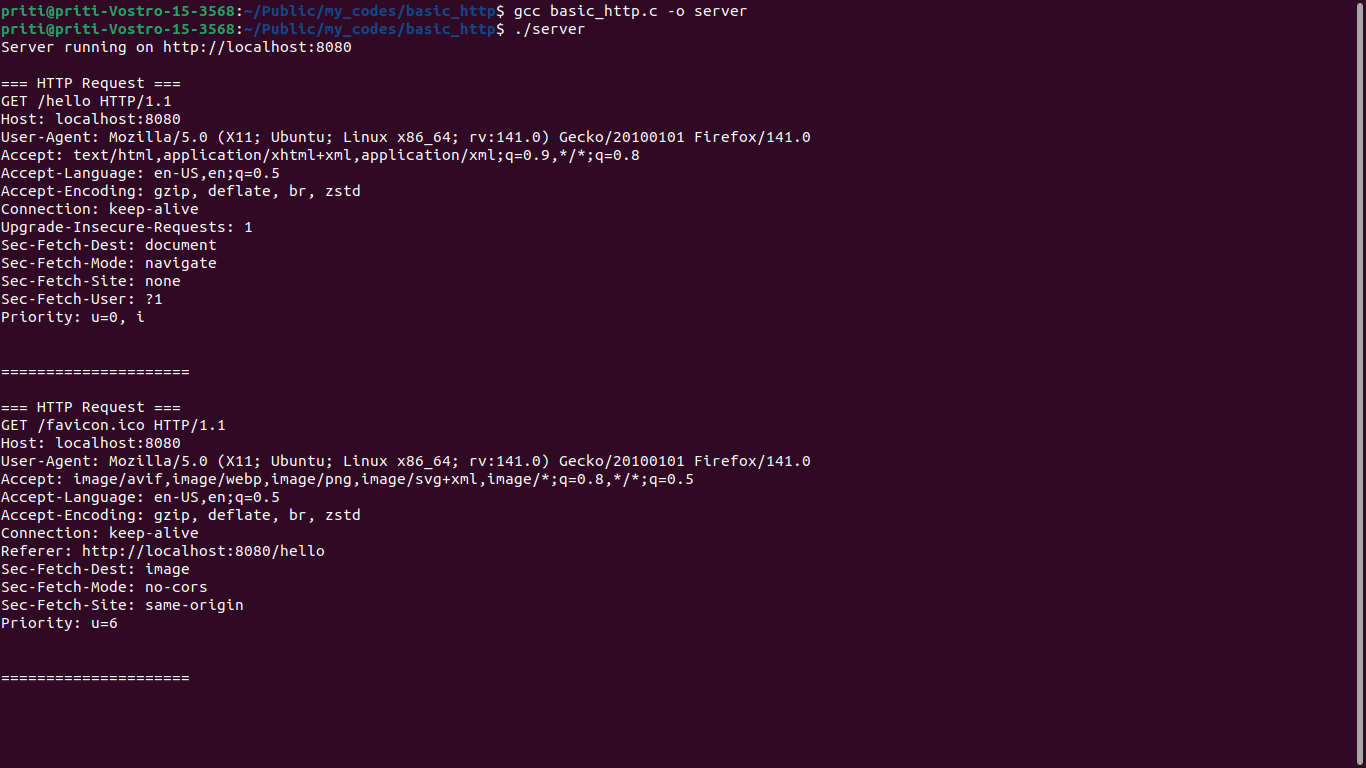 priti@priti-Vostro-15-3568:~/Public/my_codes/basic_http$ gcc basic_http.c -o server
priti@priti-Vostro-15-3568:~/Public/my_codes/basic_http$ ./server
Server running on http://localhost:8080

=== HTTP Request ===
GET /hello HTTP/1.1
Host: localhost:8080
User-Agent: Mozilla/5.0 (X11; Ubuntu; Linux x86_64; rv:141.0) Gecko/20100101 Firefox/141.0
Accept: text/html,application/xhtml+xml,application/xml;q=0.9,*/*;q=0.8
Accept-Language: en-US,en;q=0.5
Accept-Encoding: gzip, deflate, br, zstd
Connection: keep-alive
Upgrade-Insecure-Requests: 1
Sec-Fetch-Dest: document
Sec-Fetch-Mode: navigate
Sec-Fetch-Site: none
Sec-Fetch-User: ?1
Priority: u=0, i


=====================

=== HTTP Request ===
GET /favicon.ico HTTP/1.1
Host: localhost:8080
User-Agent: Mozilla/5.0 (X11; Ubuntu; Linux x86_64; rv:141.0) Gecko/20100101 Firefox/141.0
Accept: image/avif,image/webp,image/png,image/svg+xml,image/*;q=0.8,*/*;q=0.5
Accept-Language: en-US,en;q=0.5
Accept-Encoding: gzip, deflate, br, zstd
Connection: keep-alive
Referer: http://localhost:8080/hello
Sec-Fetch-Dest: image
Sec-Fetch-Mode: no-cors
Sec-Fetch-Site: same-origin
Priority: u=6


=====================